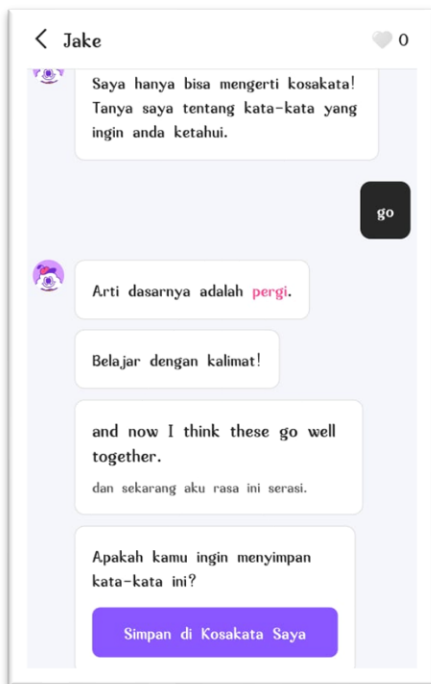 Jake
0
Saya hanya bisa mengerti kosakata!
Tanya saya tentang kata-kata yang
ingin anda ketahui.
go
Arti dasarnya adalah pergi.
Belajar dengan kalimat!
and now I think these go well
together.
dan sekarang aku rasa ini serasi.
Apakah kamu ingin menyimpan
kata-kata ini?
Simpan di Kosakata Saya